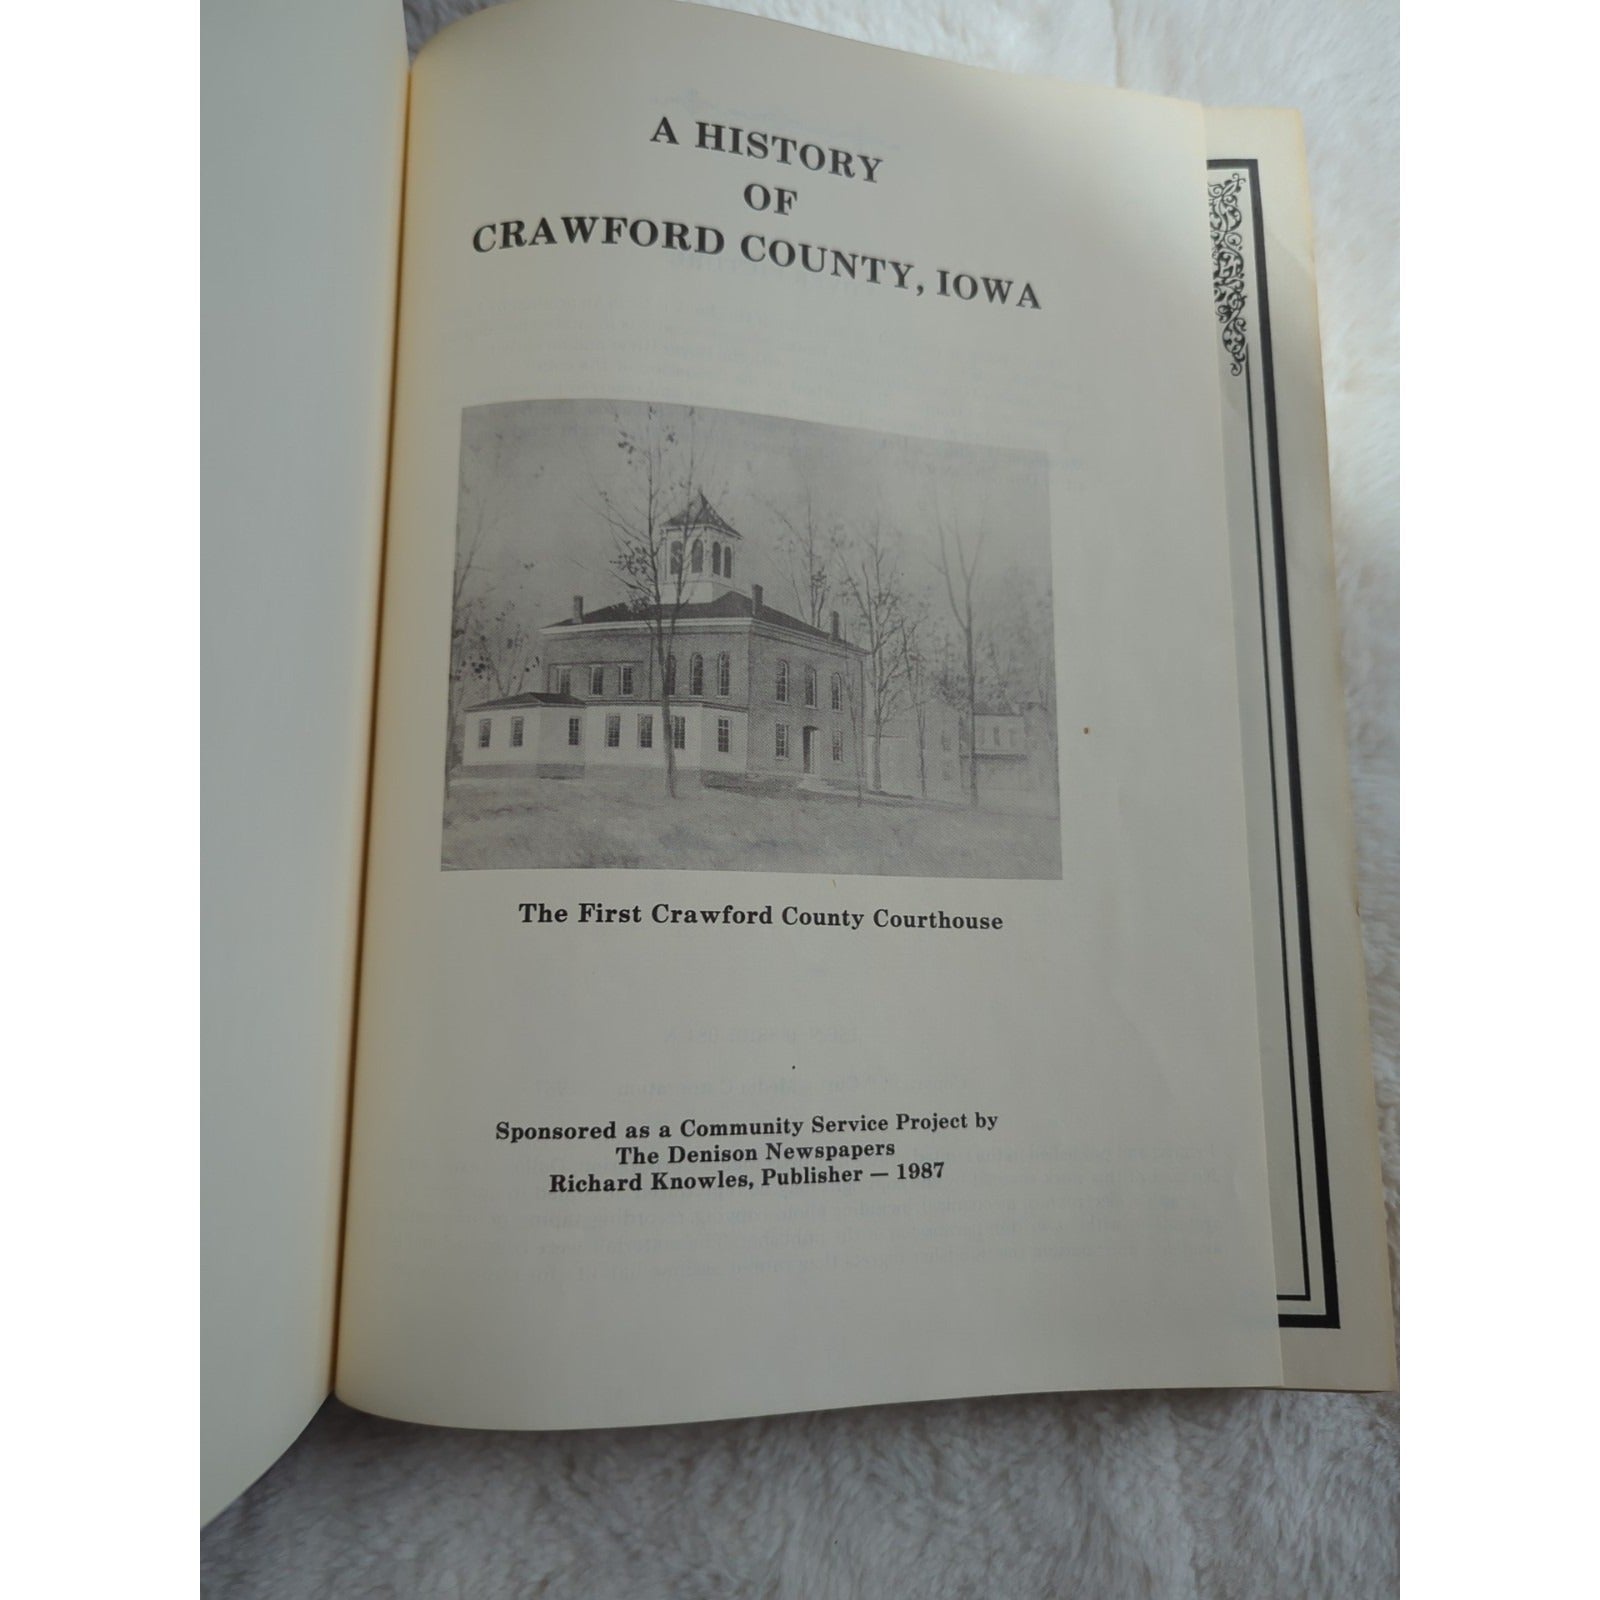 A HISTORY
OF
CRAWFORD COUNTY, IOWA
The First Crawford County Courthouse
Sponsored as a Community Service Project by
The Denison Newspapers
Richard Knowles, Publisher — 1987